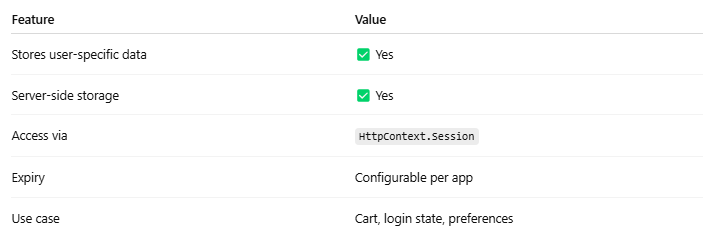 Feature Value
Stores user-specific data ✅ Yes
Server-side storage ✅ Yes
Access via HttpContext.Session
Expiry Configurable per app
Use case Cart, login state, preferences